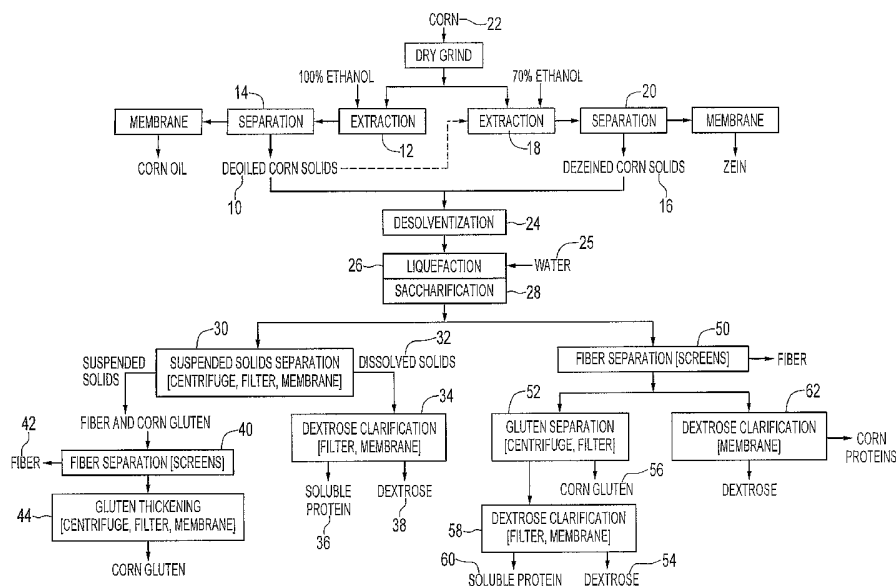 CORN 22
DRY GRIND
100% ETHANOL 70% ETHANOL
14 20
MEMBRANE SEPARATION EXTRACTION EXTRACTION SEPARATION MEMBRANE
12 18
CORN OIL DEOILED CORN SOLIDS DEZEINED CORN SOLIDS ZEIN
10 16
DESOLVENTIZATION 24
25
26 LIQUEFACTION WATER
SACCHARIFICATION 28
30 32 50
SUSPENDED SOLIDS
SUSPENDED SOLIDS SEPARATION
[CENTRIFUGE, FILTER, MEMBRANE]
DISSOLVED SOLIDS
FIBER SEPARATION [SCREENS] FIBER
34 52 62
42 FIBER AND CORN GLUTEN
DEXTROSE CLARIFICATION
[FILTER, MEMBRANE]
GLUTEN SEPARATION
[CENTRIFUGE, FILTER]
DEXTROSE CLARIFICATION
[MEMBRANE]
CORN
PROTEINS
40
FIBER FIBER SEPARATION [SCREENS]
SOLUBLE
PROTEIN
DEXTROSE
CORN GLUTEN 56
DEXTROSE
44 GLUTEN THICKENING
[CENTRIFUGE, FILTER, MEMBRANE]
36 38
58 DEXTROSE CLARIFICATION
[FILTER, MEMBRANE]
CORN GLUTEN
60 54
SOLUBLE PROTEIN DEXTROSE